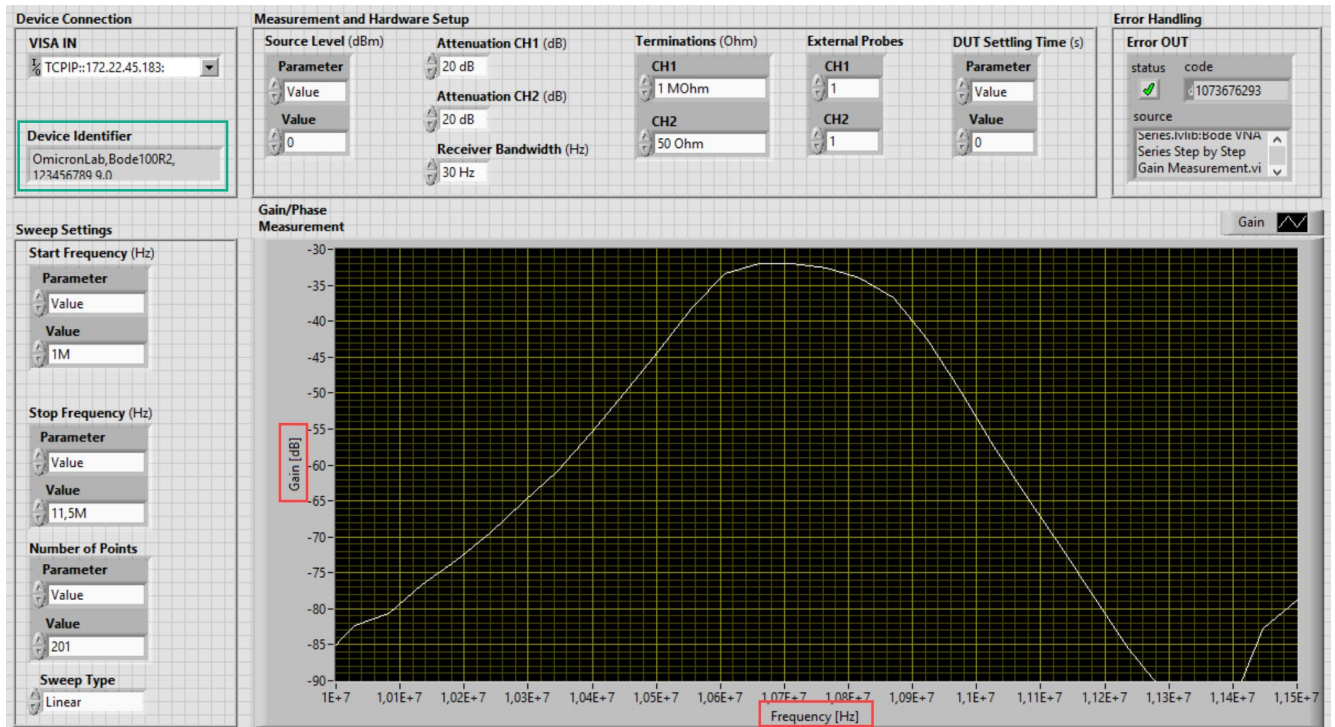 Device Connection
VISA IN
TCPIP::172.22.45.183:
Device Identifier
OmicronLab,Bode100R2,
123456789 9.0
Measurement and Hardware Setup
Source Level (dBm)
Parameter
Value
Value
0
Attenuation CH1 (dB)
20 dB
Attenuation CH2 (dB)
20 dB
Receiver Bandwidth (Hz)
30 Hz
Terminations (Ohm)
CH1
1 MOhm
CH2
50 Ohm
External Probes
CH1
1
CH2
1
DUT Settling Time (s)
Parameter
Value
Value
0
Error Handling
Error OUT
status code
d 1073676293
source
Series.lvlib:Bode VNA
Series Step by Step
Gain Measurement.vi
Sweep Settings
Start Frequency (Hz)
Parameter
Value
Value
1M
Stop Frequency (Hz)
Parameter
Value
Value
11,5M
Number of Points
Parameter
Value
Value
201
Sweep Type
Linear
Gain/Phase
Measurement
Gain
-30
-35
-40
-45
-50
-55
-60
-65
-70
-75
-80
-85
-90
Gain [dB]
1E+7 1,01E+7 1,02E+7 1,03E+7 1,04E+7 1,05E+7 1,06E+7 1,07E+7 1,08E+7 1,09E+7 1,1E+7 1,11E+7 1,12E+7 1,13E+7 1,14E+7 1,15E+7
Frequency [Hz]